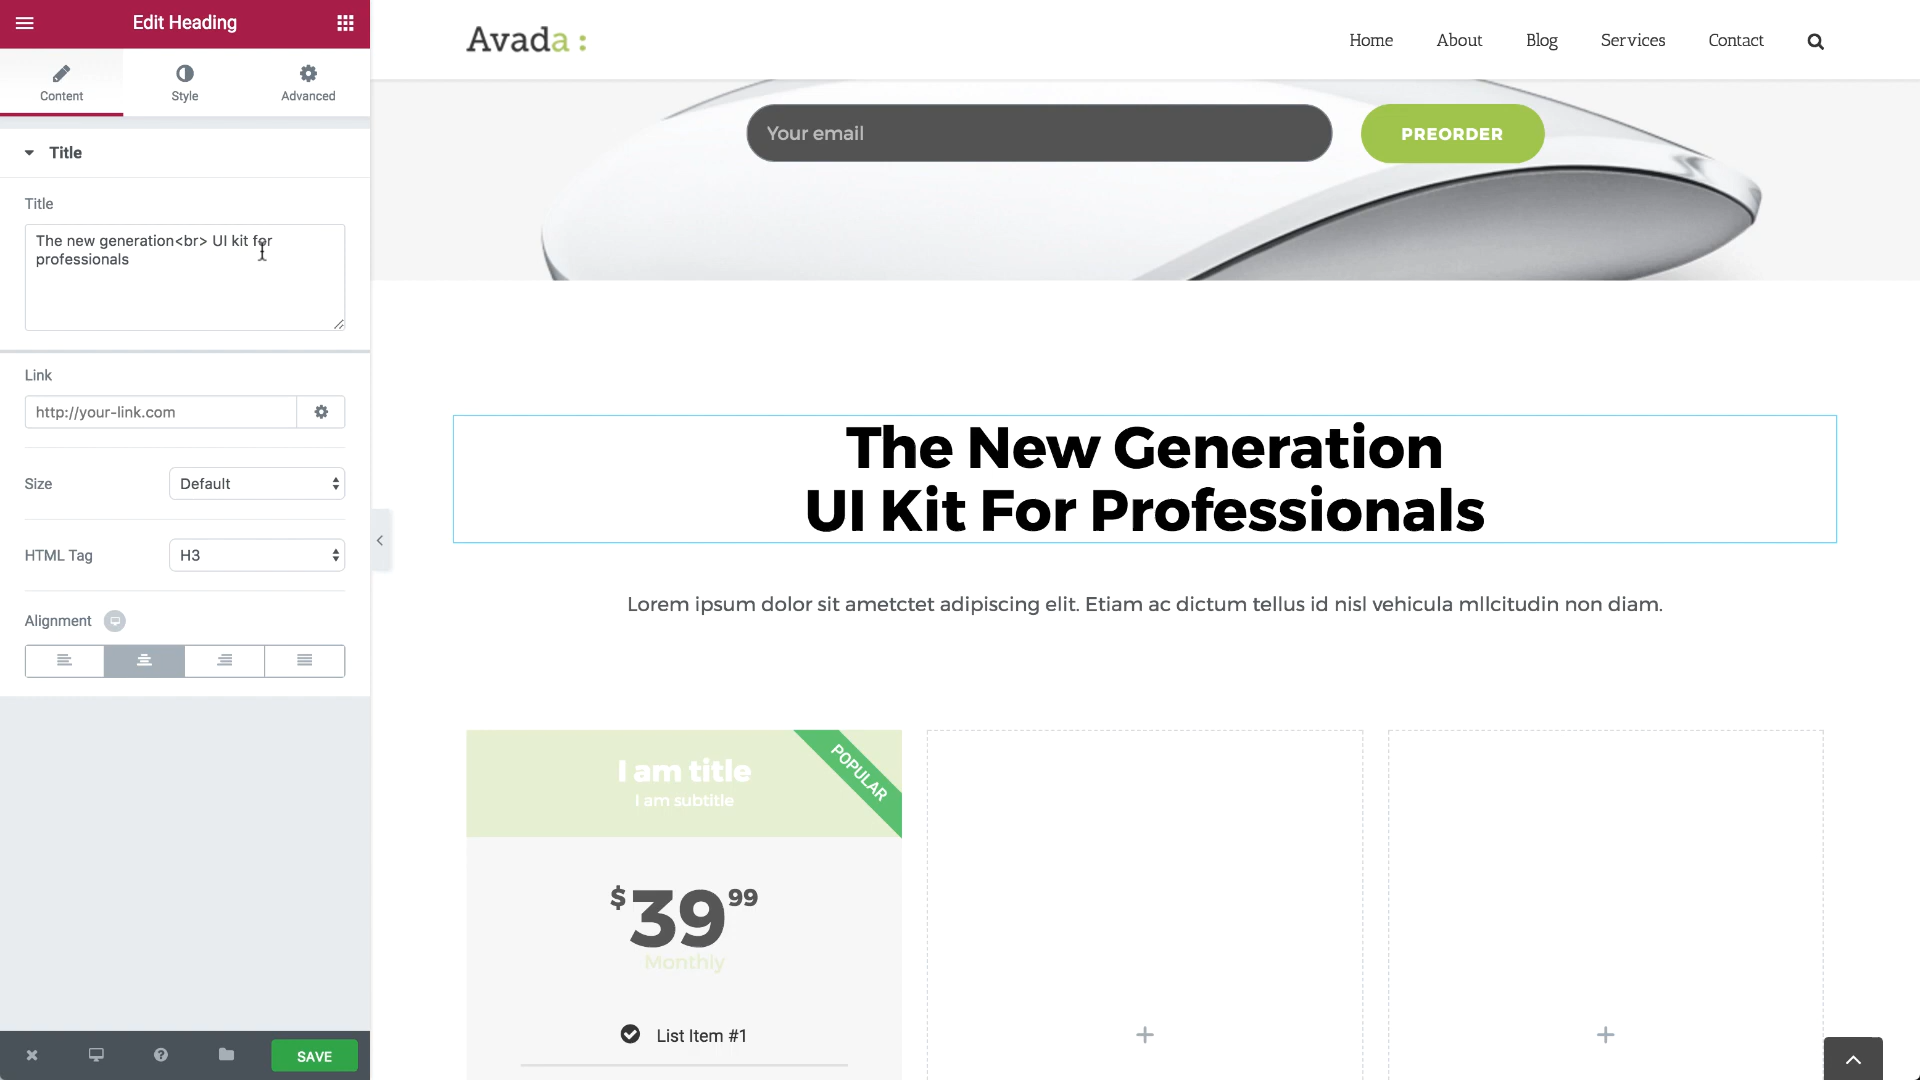 Edit Heading
Content
Style
Advanced
Title
Title
The new generation<br> UI kit for
professionals
Link
http://your-link.com
Size
Default
HTML Tag
H3
Alignment
SAVE
Avada :
Home
About
Blog
Services
Contact
Your email
PREORDER
The New Generation
UI Kit For Professionals
Lorem ipsum dolor sit ametctet adipiscing elit. Etiam ac dictum tellus id nisl vehicula mllcitudin non diam.
I am title
I am subtitle
POPULAR
$39 99
Monthly
List Item #1